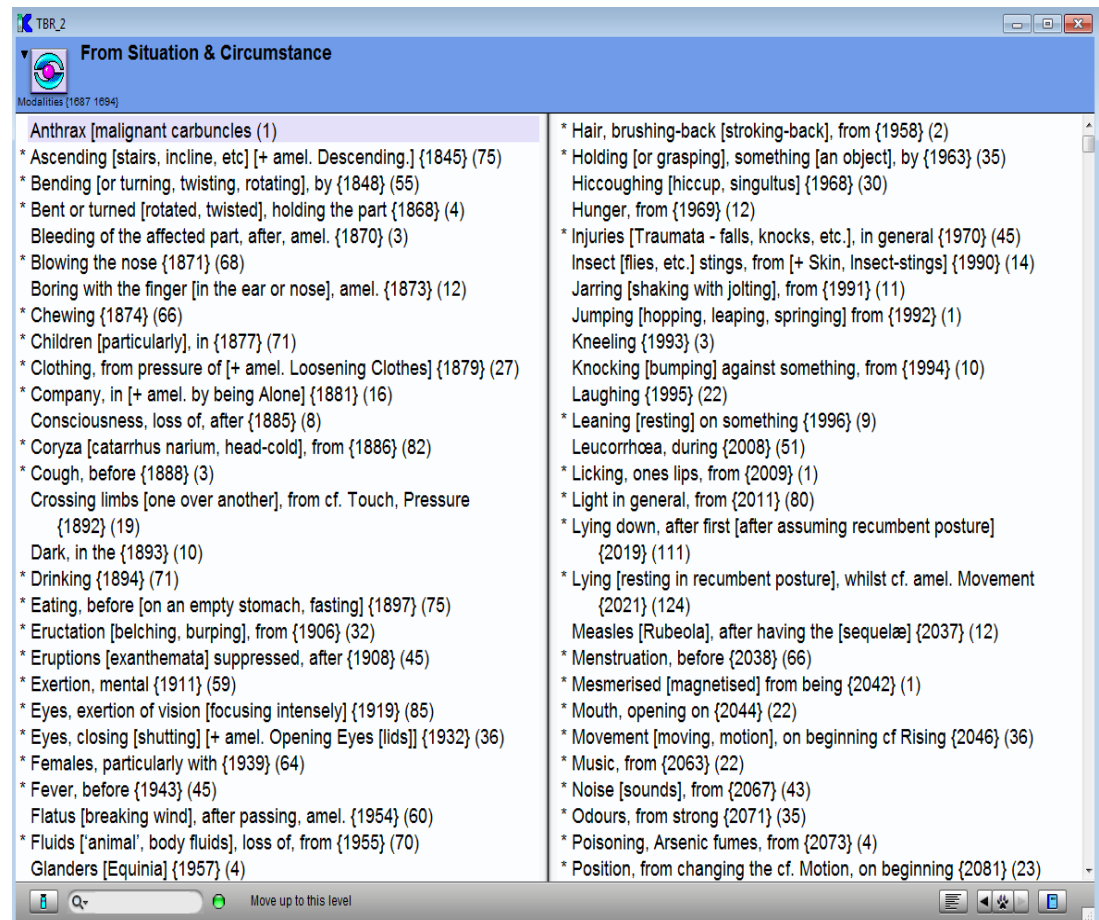 TBR_2
From Situation & Circumstance
Modalities {1687 1694}
Anthrax [malignant carbuncles (1)
* Ascending [stairs, incline, etc] [+ amel. Descending.] {1845} (75)
* Bending [or turning, twisting, rotating], by {1848} (55)
* Bent or turned [rotated, twisted], holding the part {1868} (4)
Bleeding of the affected part, after, amel. {1870} (3)
* Blowing the nose {1871} (68)
Boring with the finger [in the ear or nose], amel. {1873} (12)
* Chewing {1874} (66)
* Children [particularly], in {1877} (71)
* Clothing, from pressure of [+ amel. Loosening Clothes] {1879} (27)
* Company, in [+ amel. by being Alone] {1881} (16)
Consciousness, loss of, after {1885} (8)
* Coryza [catarrhus narium, head-cold], from {1886} (82)
* Cough, before {1888} (3)
Crossing limbs [one over another], from cf. Touch, Pressure
{1892} (19)
Dark, in the {1893} (10)
* Drinking {1894} (71)
* Eating, before [on an empty stomach, fasting] {1897} (75)
* Eructation [belching, burping], from {1906} (32)
* Eruptions [exanthemata] suppressed, after {1908} (45)
* Exertion, mental {1911} (59)
* Eyes, exertion of vision [focusing intensely] {1919} (85)
* Eyes, closing [shutting] [+ amel. Opening Eyes [lids]] {1932} (36)
* Females, particularly with {1939} (64)
* Fever, before {1943} (45)
Flatus [breaking wind], after passing, amel. {1954} (60)
* Fluids [‘animal’, body fluids], loss of, from {1955} (70)
Glanders [Equinia] {1957} (4)
* Hair, brushing-back [stroking-back], from {1958} (2)
* Holding [or grasping], something [an object], by {1963} (35)
Hiccoughing [hiccup, singultus] {1968} (30)
Hunger, from {1969} (12)
* Injuries [Traumata - falls, knocks, etc.], in general {1970} (45)
Insect [flies, etc.] stings, from [+ Skin, Insect-stings] {1990} (14)
Jarring [shaking with jolting], from {1991} (11)
Jumping [hopping, leaping, springing] from {1992} (1)
Kneeling {1993} (3)
Knocking [bumping] against something, from {1994} (10)
Laughing {1995} (22)
* Leaning [resting] on something {1996} (9)
Leucorrhœa, during {2008} (51)
* Licking, ones lips, from {2009} (1)
* Light in general, from {2011} (80)
* Lying down, after first [after assuming recumbent posture]
{2019} (111)
* Lying [resting in recumbent posture], whilst cf. amel. Movement
{2021} (124)
Measles [Rubeola], after having the [sequelæ] {2037} (12)
* Menstruation, before {2038} (66)
* Mesmerised [magnetised] from being {2042} (1)
* Mouth, opening on {2044} (22)
* Movement [moving, motion], on beginning cf Rising {2046} (36)
* Music, from {2063} (22)
* Noise [sounds], from {2067} (43)
* Odours, from strong {2071} (35)
* Poisoning, Arsenic fumes, from {2073} (4)
* Position, from changing the cf. Motion, on beginning {2081} (23)
Move up to this level